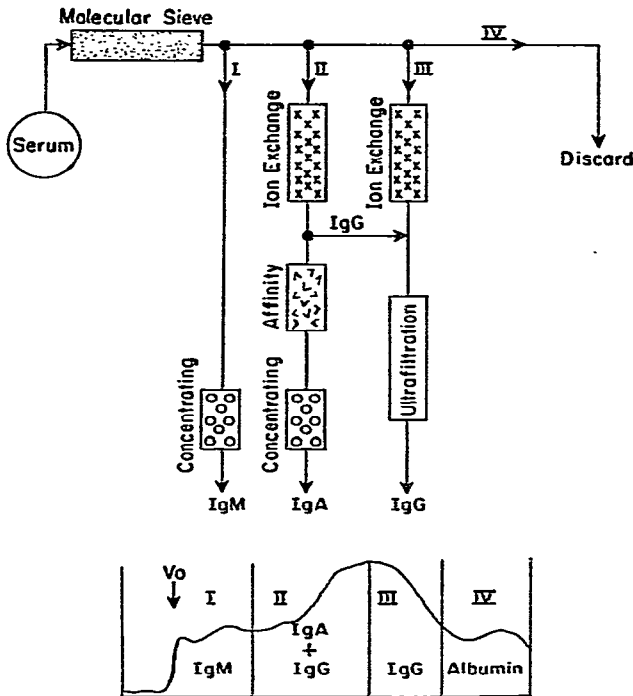 Molecular Sieve
Serum
I
II
III
IV
Discard
Ion Exchange
Ion Exchange
IgG
Affinity
Ultrafiltration
Concentrating
Concentrating
IgM
IgA
IgG
Vo
I
II
III
IV
IgM
IgA
+
IgG
IgG
Albumin